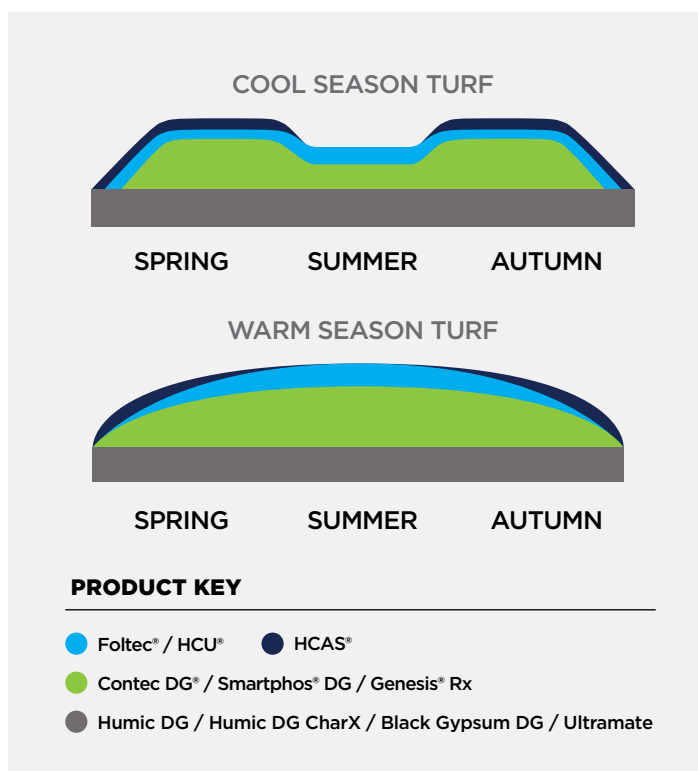 COOL SEASON TURF
SPRING SUMMER AUTUMN
WARM SEASON TURF
SPRING SUMMER AUTUMN
PRODUCT KEY
Foltec® / HCU® HCAS®
Contec DG® / Smartphos® DG / Genesis® Rx
Humic DG / Humic DG CharX / Black Gypsum DG / Ultramate